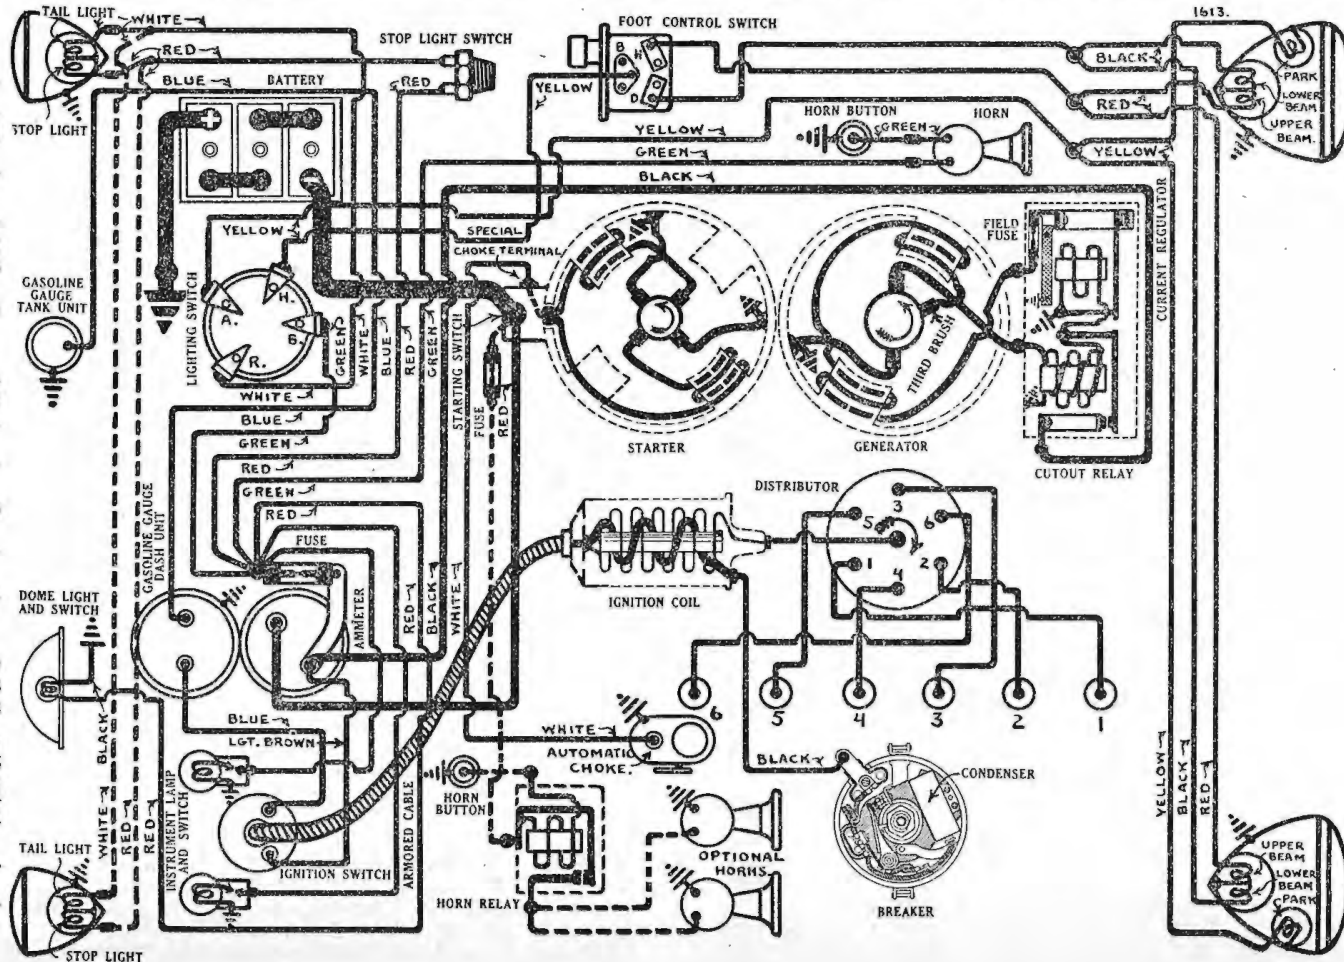 TAIL LIGHT
WHITE
RED
STOP LIGHT SWITCH
FOOT CONTROL SWITCH
1613.
BLUE
BATTERY
RED
YELLOW
B
H
D
BLACK
PARK
LOWER
BEAM
UPPER
BEAM.
RED
STOP LIGHT
HORN BUTTON
GREEN
HORN
YELLOW
GREEN
BLACK
YELLOW
YELLOW
SPECIAL
CHOKE TERMINAL
FIELD
FUSE
CURRENT REGULATOR
GASOLINE
GAUGE
TANK UNIT
LIGHTING SWITCH
A.
H.
B.
R.
GREEN
WHITE
BLUE
RED
GREEN
STARTING SWITCH
FUSE
RED
THIRD BRUSH
WHITE
BLUE
GREEN
RED
GREEN
RED
STARTER
GENERATOR
CUTOUT RELAY
DISTRIBUTOR
3
5
6
1
2
4
GASOLINE GAUGE
DASH UNIT
FUSE
AMMETER
RED
BLACK
WHITE
IGNITION COIL
DOME LIGHT
AND SWITCH
6
5
4
3
2
1
BLACK
BLUE
LGT. BROWN
WHITE
AUTOMATIC
CHOKE.
BLACK
CONDENSER
YELLOW
BLACK
RED
WHITE
RED
RED
INSTRUMENT LAMP
AND SWITCH
ARMORED CABLE
HORN
BUTTON
IGNITION SWITCH
OPTIONAL
HORNS.
HORN RELAY
BREAKER
TAIL LIGHT
STOP LIGHT
UPPER
BEAM
LOWER
BEAM
PARK